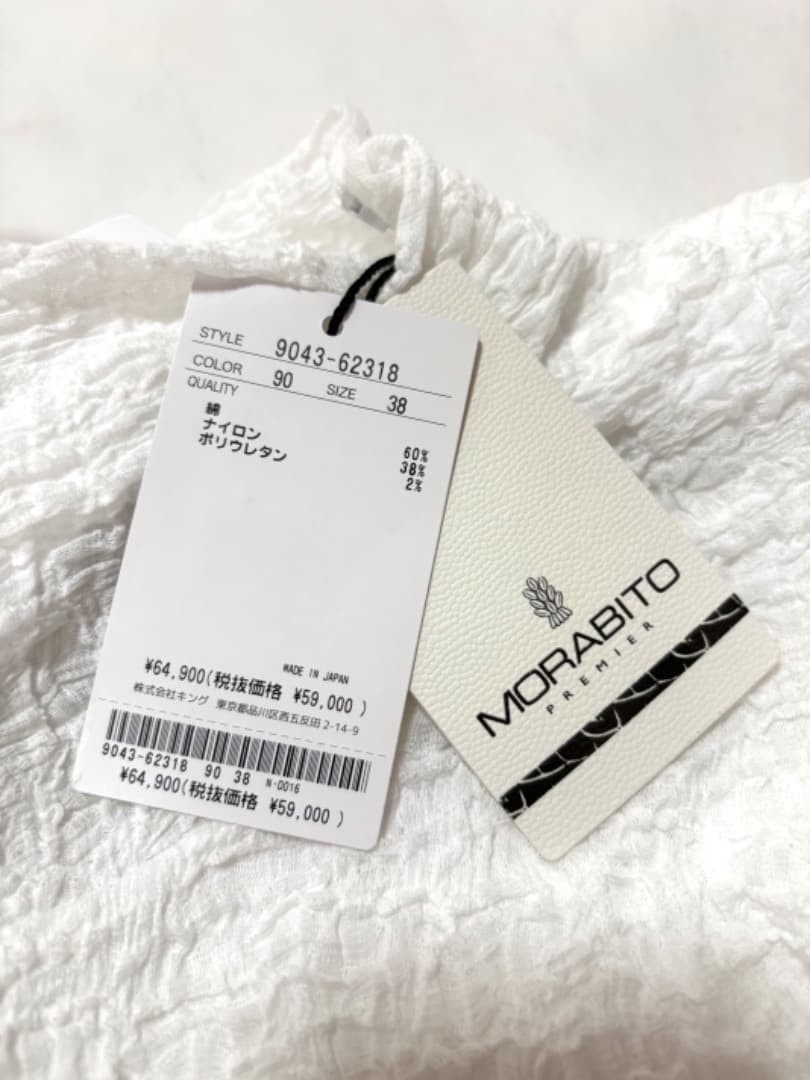 STYLE 9043-62318
COLOR 90 SIZE 38
QUALITY
綿 60%
ナイロン 38%
ポリウレタン 2%
MADE IN JAPAN
¥64,900(税抜価格 ¥59,000 )
株式会社キング 東京都品川区西五反田 2-14-9
9043-62318 90 38 N-0016
¥64,900(税抜価格 ¥59,000 )
MORABITO
PREMIER